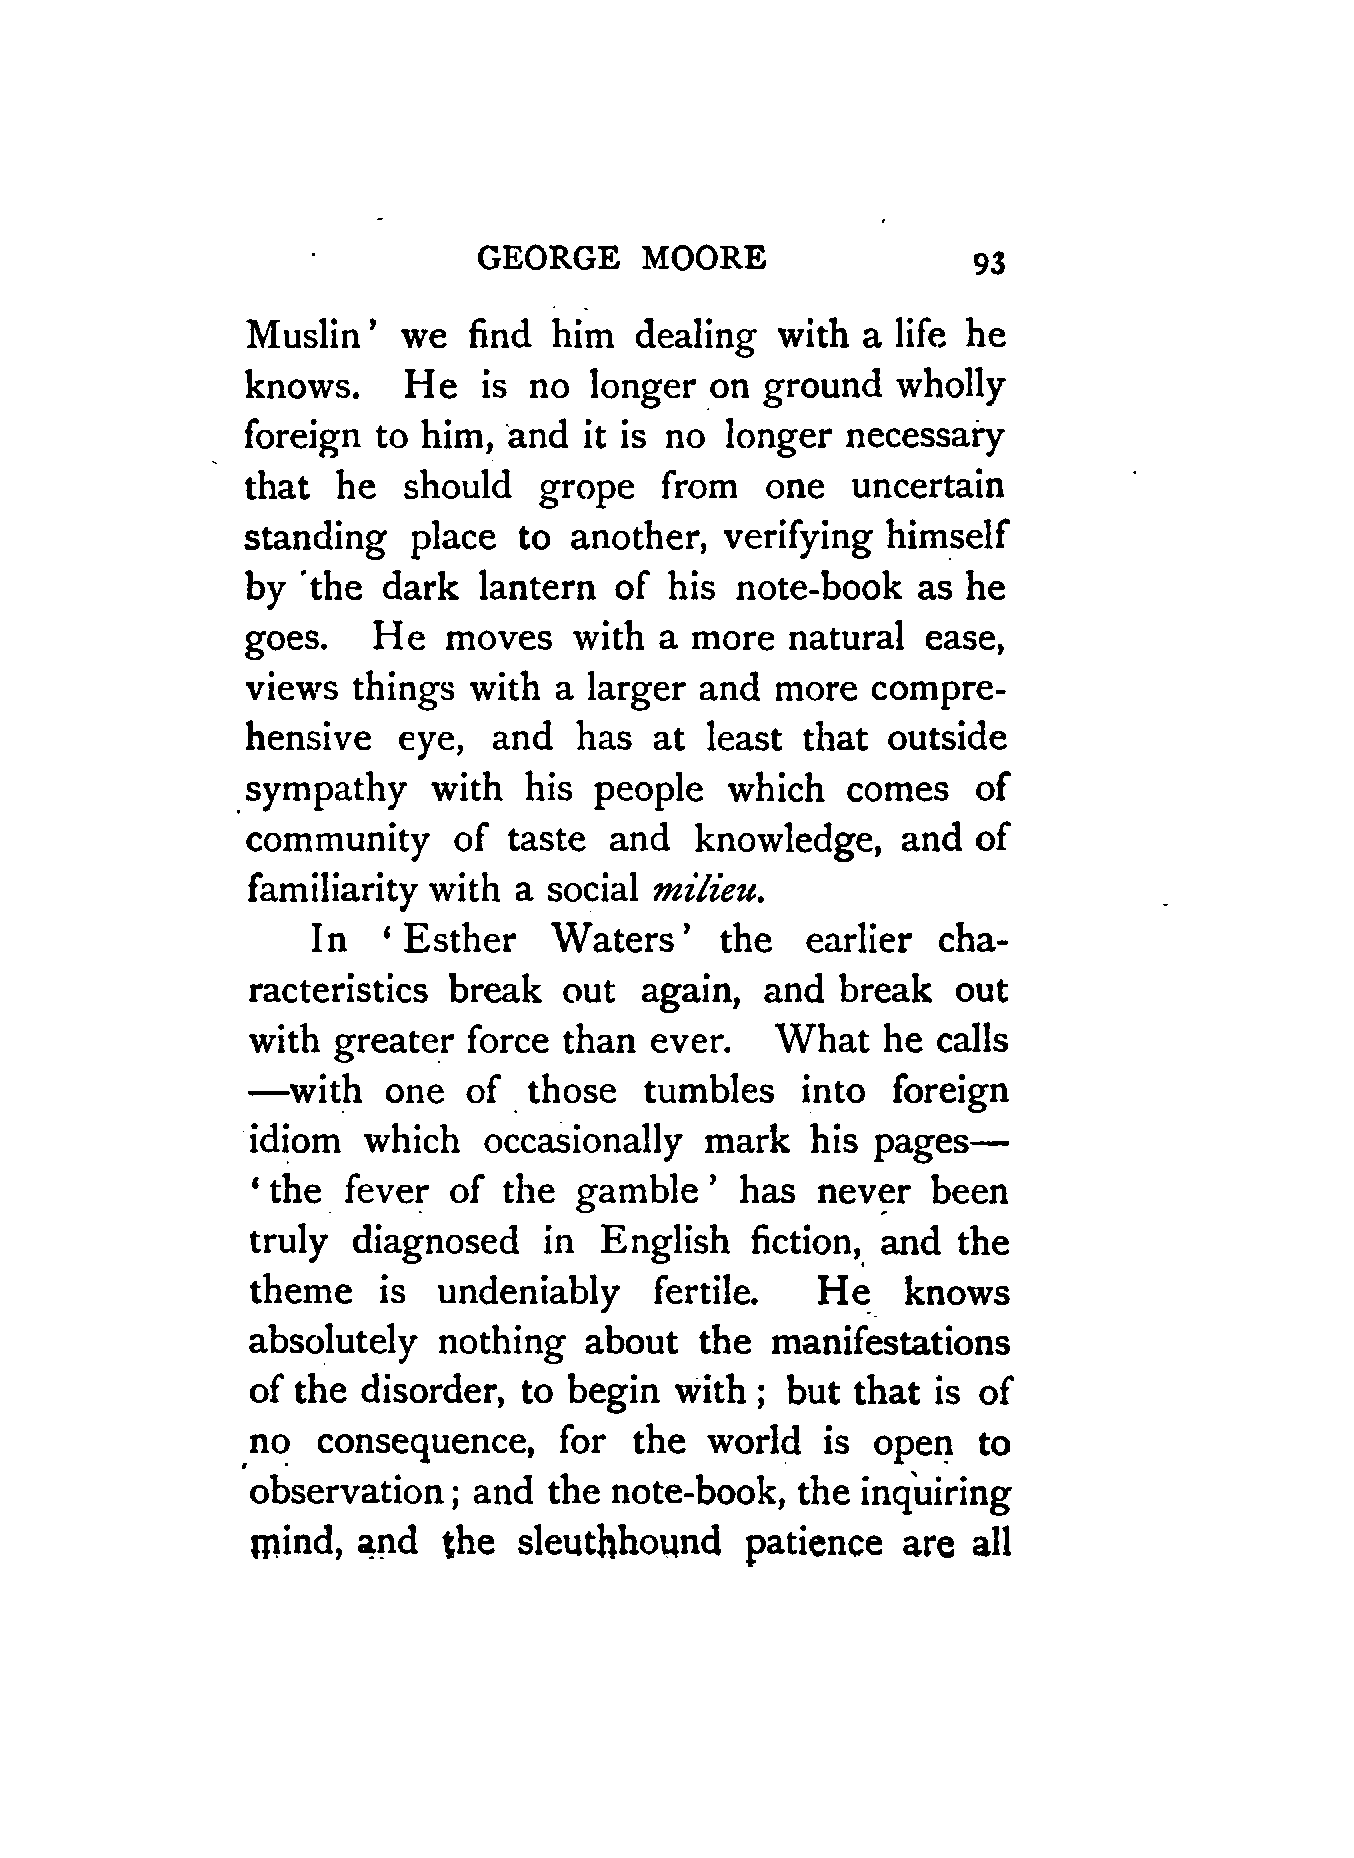 GEORGE MOORE 93
Muslin’ we find him dealing with a life he
knows. He is no longer on ground wholly
foreign to him, and it is no longer necessary
that he should grope from one uncertain
standing place to another, verifying himself
by the dark lantern of his note-book as he
goes. He moves with a more natural ease,
views things with a larger and more compre-
hensive eye, and has at least that outside
sympathy with his people which comes of
community of taste and knowledge, and of
familiarity with a social milieu.
In ‘Esther Waters’ the earlier cha-
racteristics break out again, and break out
with greater force than ever. What he calls
—with one of those tumbles into foreign
idiom which occasionally mark his pages—
‘the fever of the gamble’ has never been
truly diagnosed in English fiction, and the
theme is undeniably fertile. He knows
absolutely nothing about the manifestations
of the disorder, to begin with; but that is of
no consequence, for the world is open to
observation; and the note-book, the inquiring
mind, and the sleuthhound patience are all